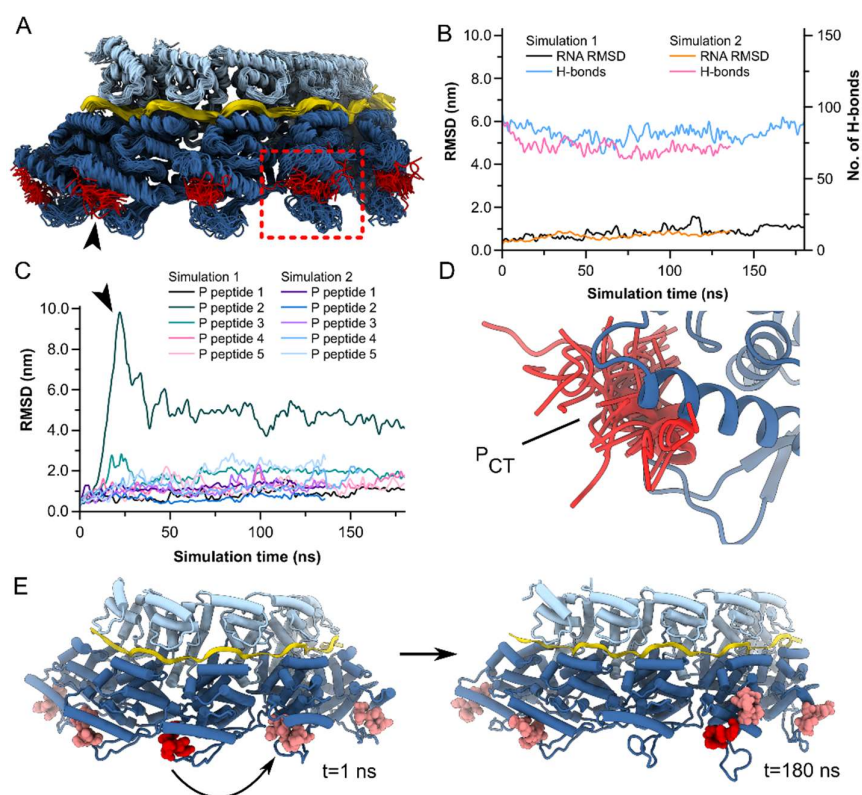 A
B
Simulation 1
Simulation 2
RNA RMSD
RNA RMSD
H-bonds
H-bonds
RMSD (nm)
10.0
8.0
6.0
4.0
2.0
0.0
No. of H-bonds
150
100
50
0
0
50
100
150
Simulation time (ns)
C
Simulation 1
Simulation 2
P peptide 1
P peptide 1
P peptide 2
P peptide 2
P peptide 3
P peptide 3
P peptide 4
P peptide 4
P peptide 5
P peptide 5
RMSD (nm)
10.0
8.0
6.0
4.0
2.0
0.0
0
50
100
150
Simulation time (ns)
D
PCT
E
t=1 ns
t=180 ns